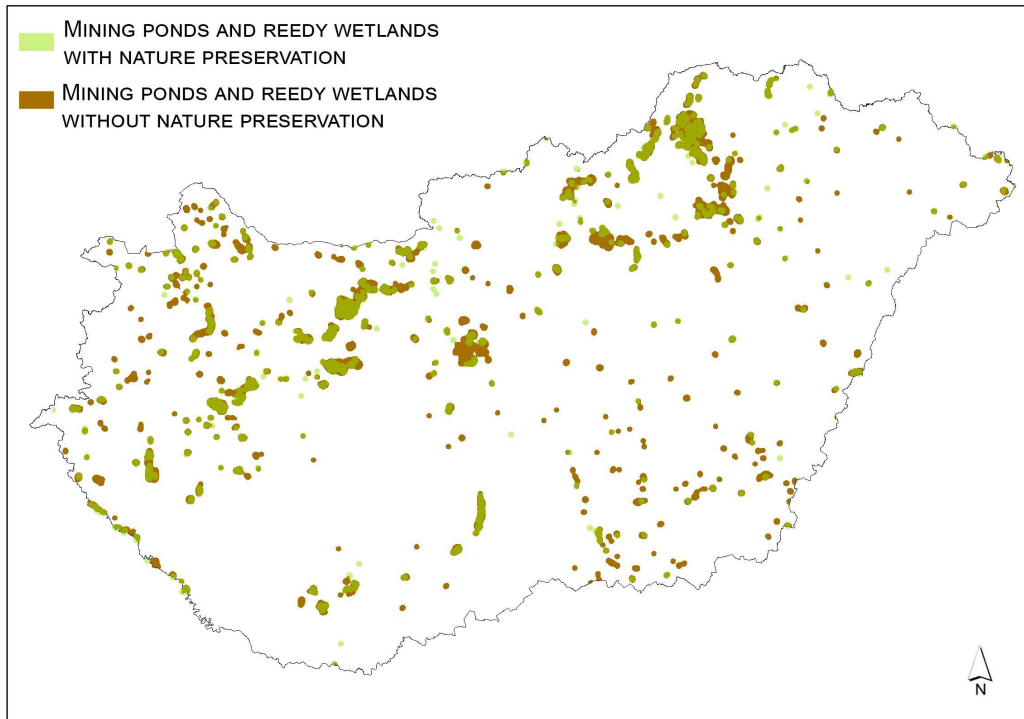 Mining ponds and reedy wetlands
with nature preservation
Mining ponds and reedy wetlands
without nature preservation
N